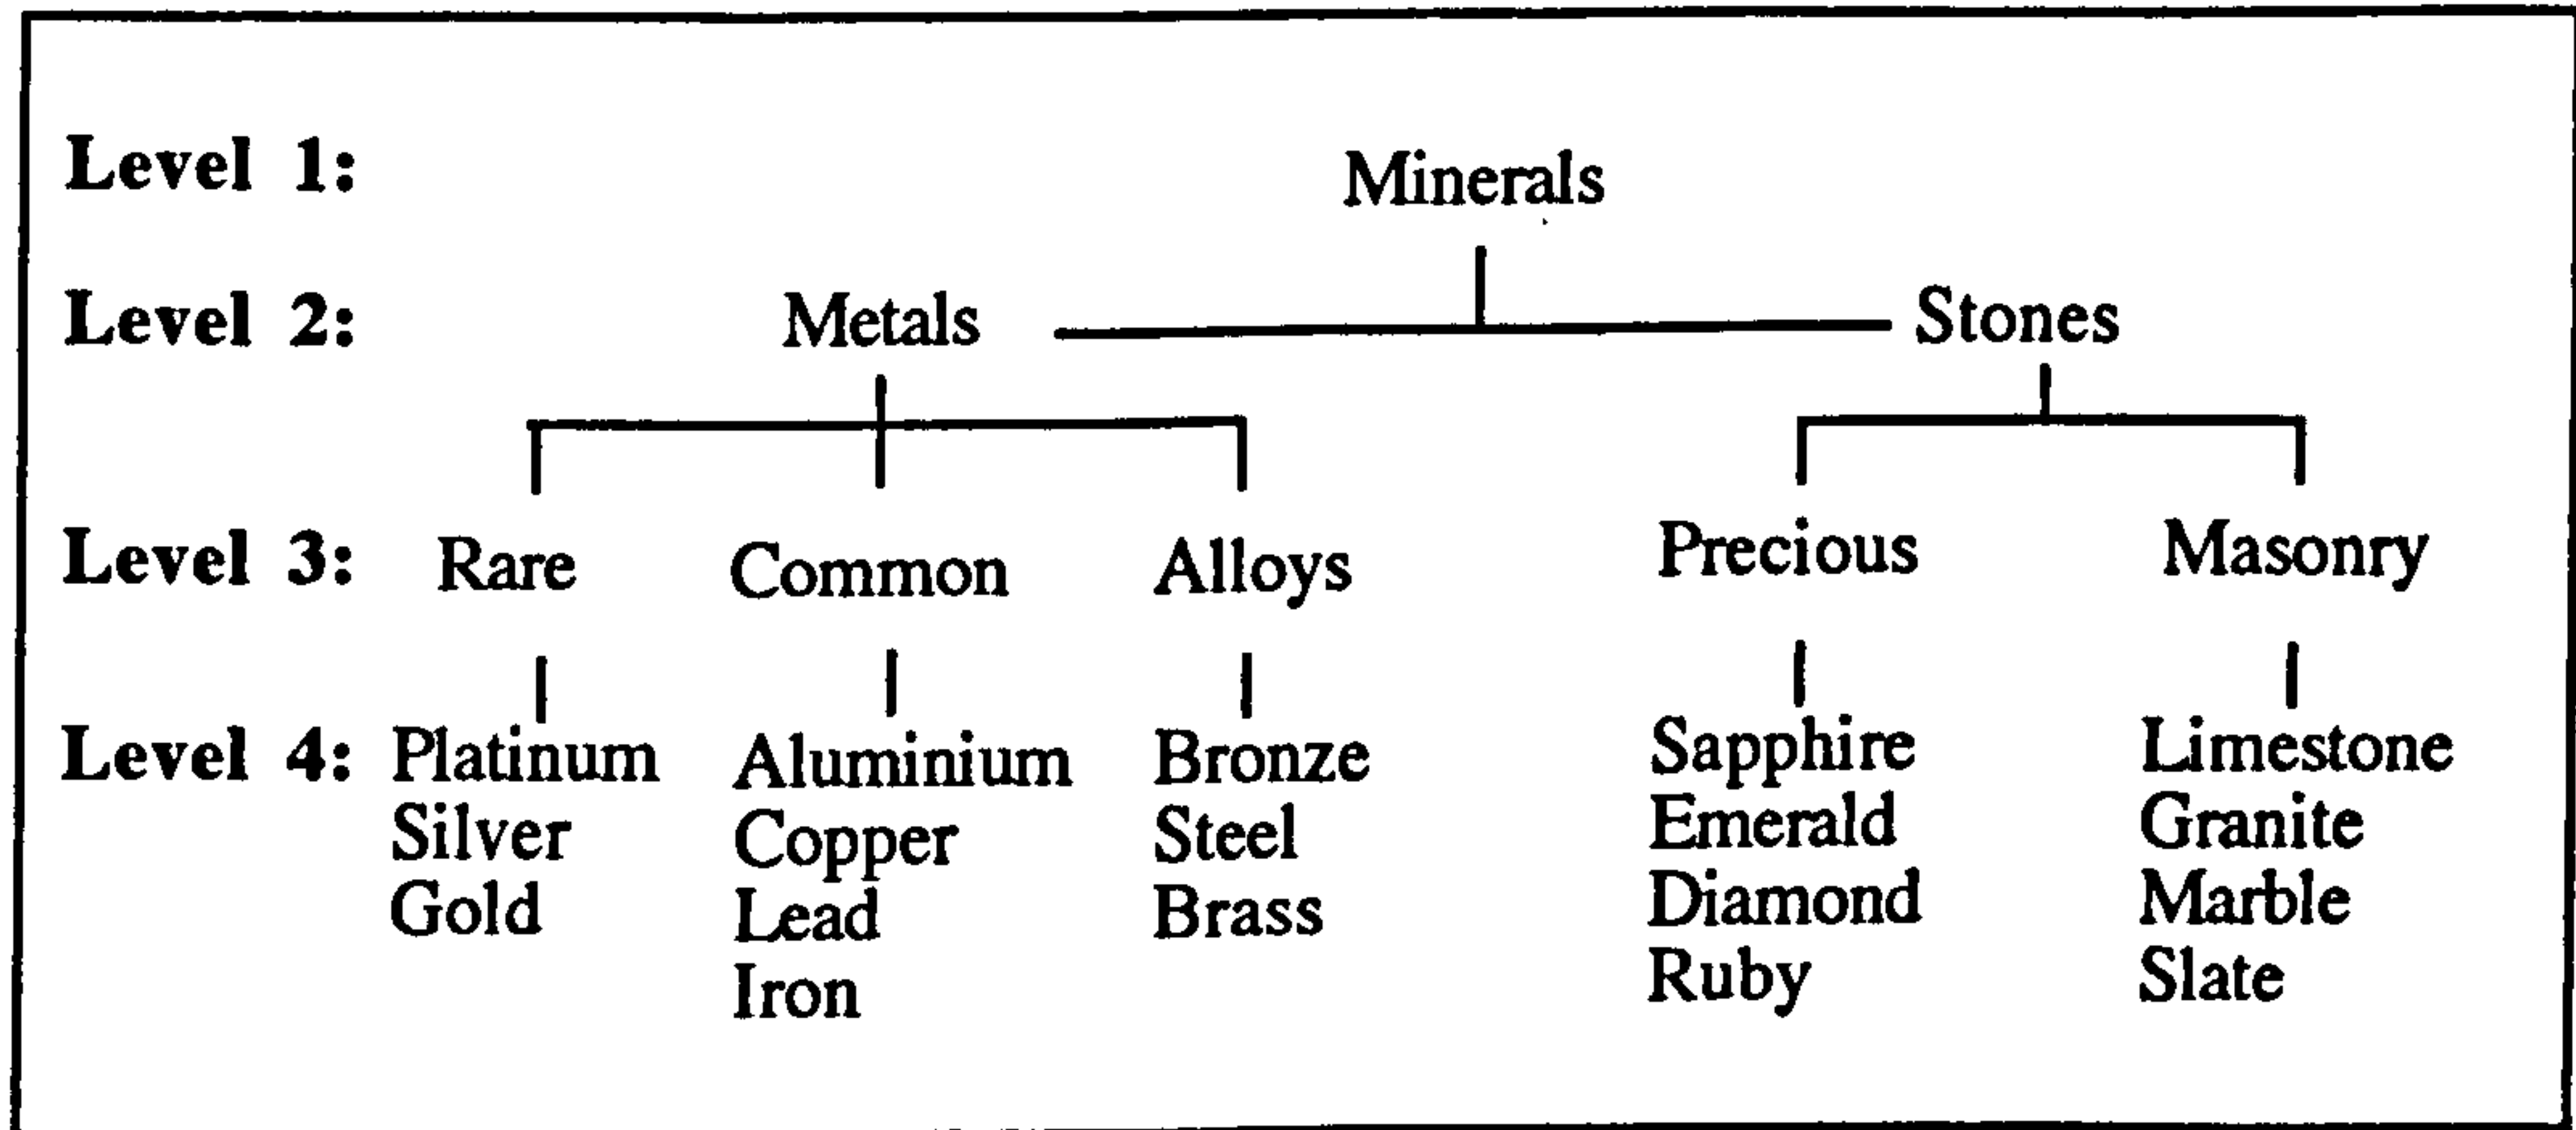 Level 1: Minerals
Level 2: Metals Stones
Level 3: Rare Common Alloys Precious Masonry
Level 4: Platinum Aluminium Bronze Sapphire Limestone
Silver Copper Steel Emerald Granite
Gold Lead Brass Diamond Marble
Iron Ruby Slate